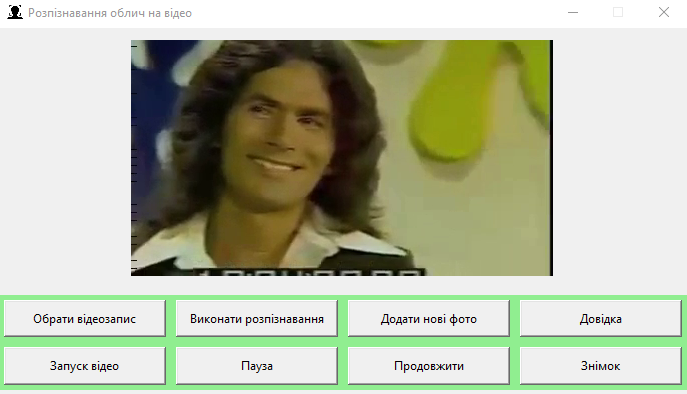 Розпізнавання облич на відео
Обрати відеозапис
Виконати розпізнавання
Додати нові фото
Довідка
Запуск відео
Пауза
Продовжити
Знімок